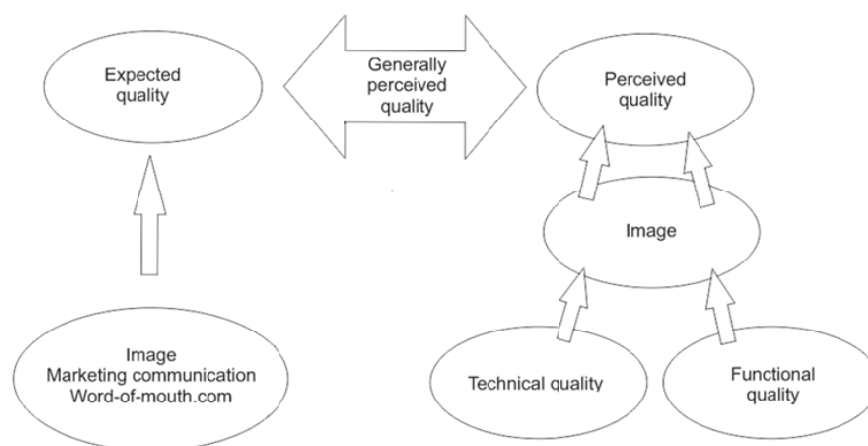 Expected
quality
Generally
perceived
quality
Perceived
quality
Image
Image
Marketing communication
Word-of-mouth.com
Technical quality
Functional
quality